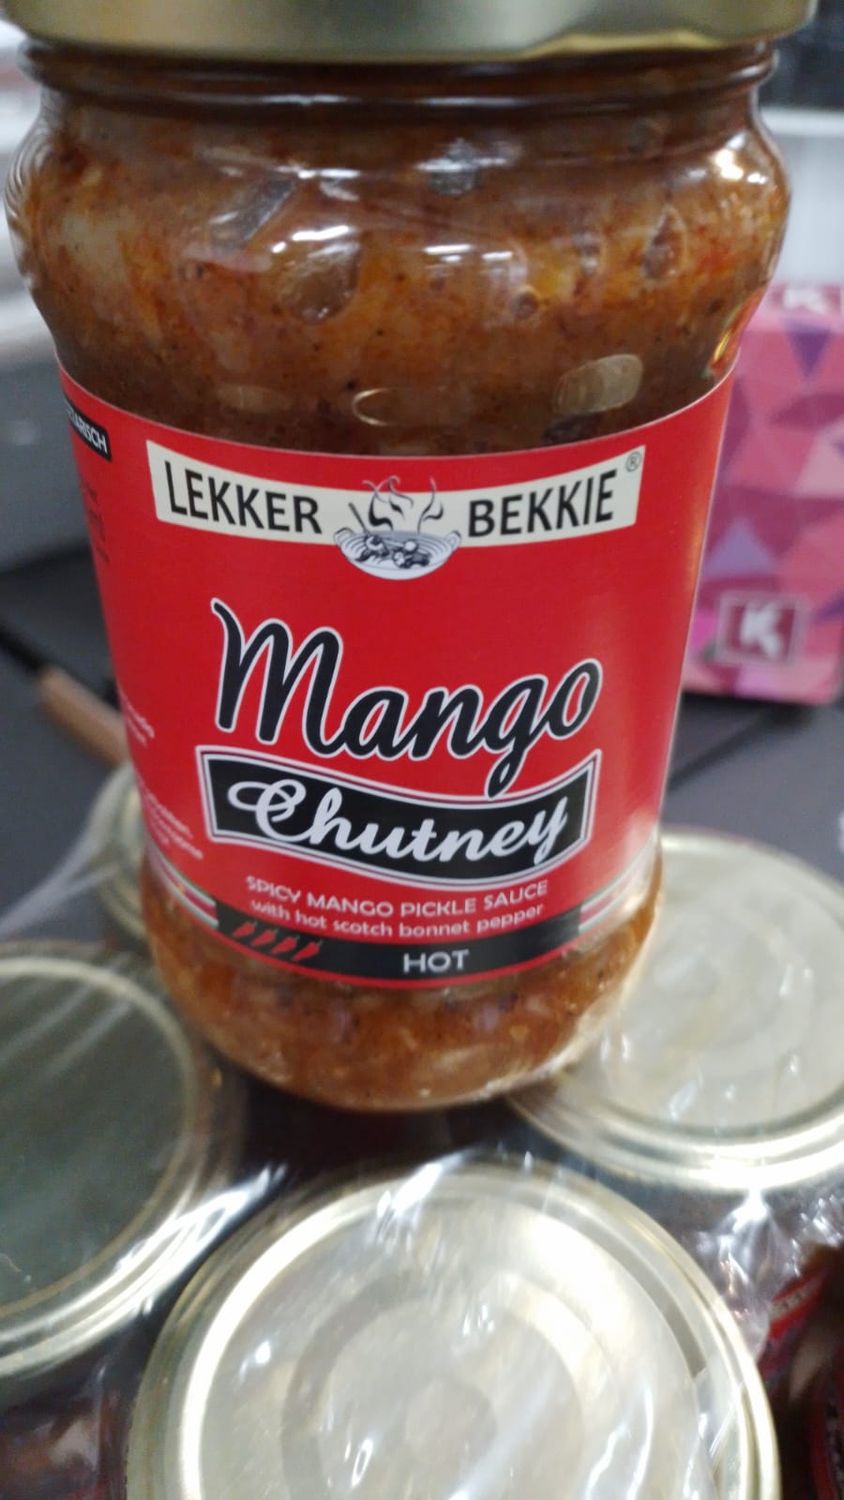 LEKKER BEKKIE®
Mango
Chutney
SPICY MANGO PICKLE SAUCE
with hot scotch bonnet pepper
HOT